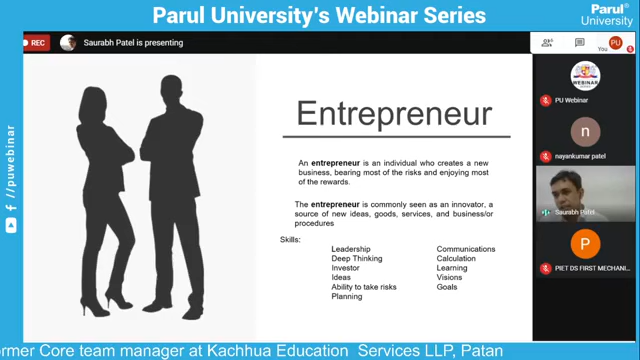 Parul University's Webinar Series
Parul®
University
REC
Saurabh Patel is presenting
You
PU
WEBINAR
PU Webinar
n
nayankumar patel
Saurabh Patel
P
PIET DS FIRST MECHANI...
Entrepreneur
An entrepreneur is an individual who creates a new
business, bearing most of the risks and enjoying most
of the rewards.
The entrepreneur is commonly seen as an innovator, a
source of new ideas, goods, services, and business/or
procedures
Skills:
Leadership
Deep Thinking
Investor
Ideas
Ability to take risks
Planning
Communications
Calculation
Learning
Visions
Goals
//puwebinar
ormer Core team manager at Kachhua Education Services LLP, Patan